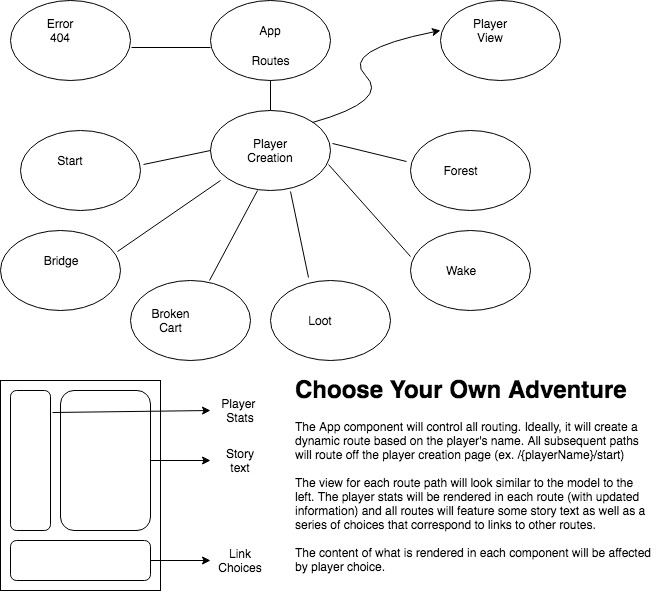 Error
404
App
Routes
Player
View
Player
Creation
Start
Forest
Bridge
Wake
Broken
Cart
Loot
Player
Stats
Story
text
Link
Choices
Choose Your Own Adventure
The App component will control all routing. Ideally, it will create a
dynamic route based on the player's name. All subsequent paths
will route off the player creation page (ex. /{playerName}/start)
The view for each route path will look similar to the model to the
left. The player stats will be rendered in each route (with updated
information) and all routes will feature some story text as well as a
series of choices that correspond to links to other routes.
The content of what is rendered in each component will be affected
by player choice.